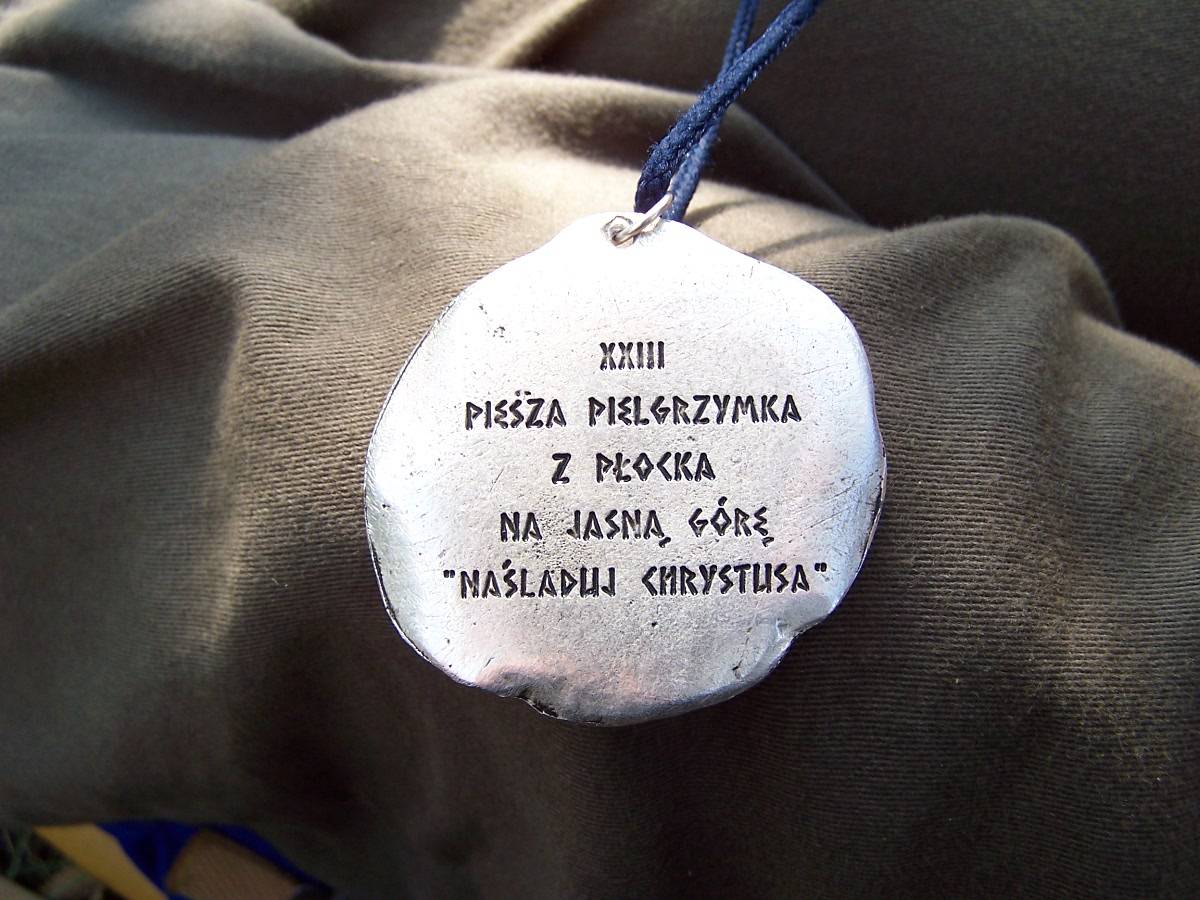 XXIII
PIESZA PIELGRZYMKA
Z PŁOCKA
NA JASNĄ GÓRĘ
"NAŚLADUJ CHRYSTUSA"